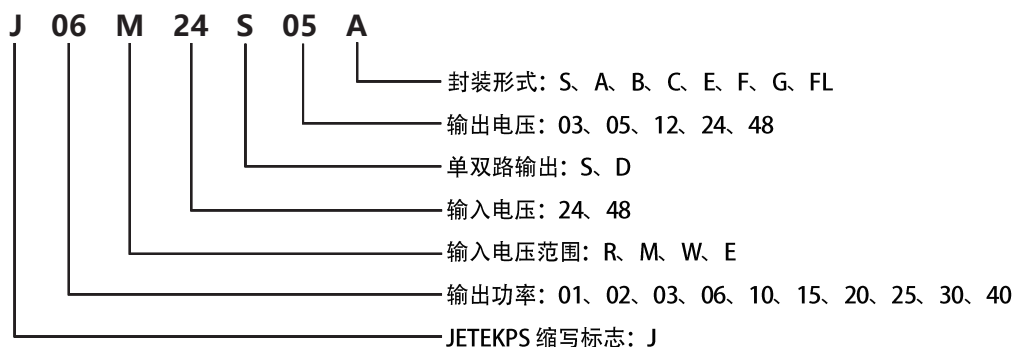 J 06 M 24 S 05 A
封装形式：S、A、B、C、E、F、G、FL
输出电压：03、05、12、24、48
单双路输出：S、D
输入电压：24、48
输入电压范围：R、M、W、E
输出功率：01、02、03、06、10、15、20、25、30、40
JETEKPS 缩写标志：J